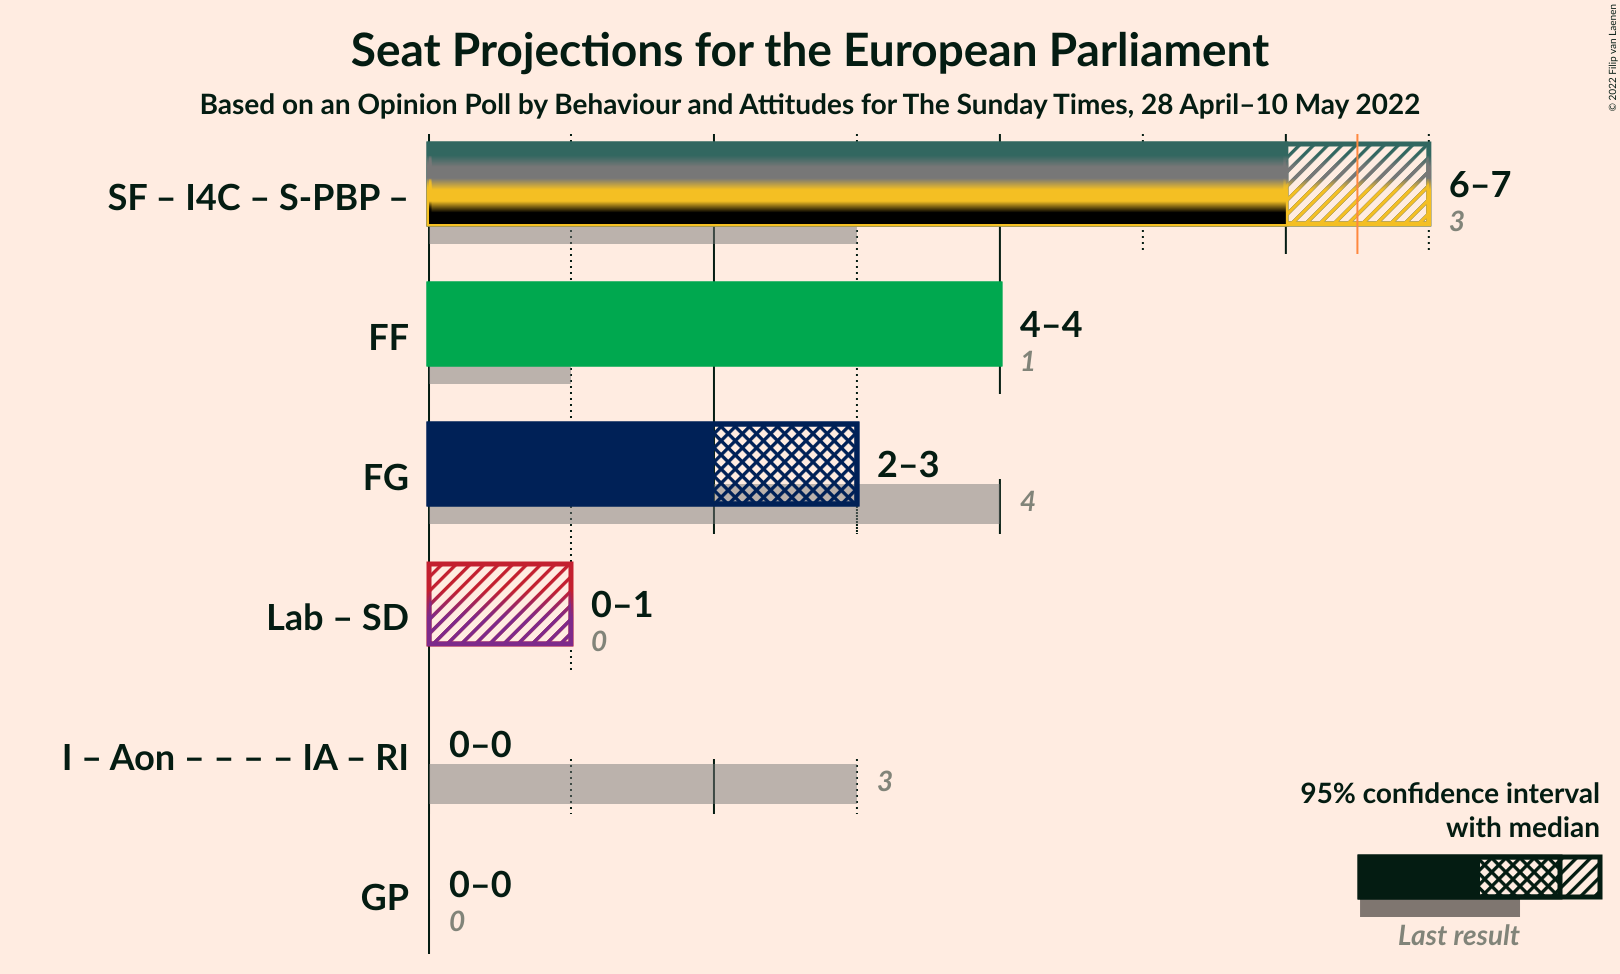 Seat Projections for the European Parliament
Based on an Opinion Poll by Behaviour and Attitudes for The Sunday Times, 28 April–10 May 2022
© 2022 Filip van Laenen
SF – I4C – S-PBP –
6–7
3
FF
4–4
1
FG
2–3
4
Lab – SD
0–1
0
I – Aon – – – – IA – RI
0–0
3
GP
0–0
0
95% confidence interval
with median
Last result